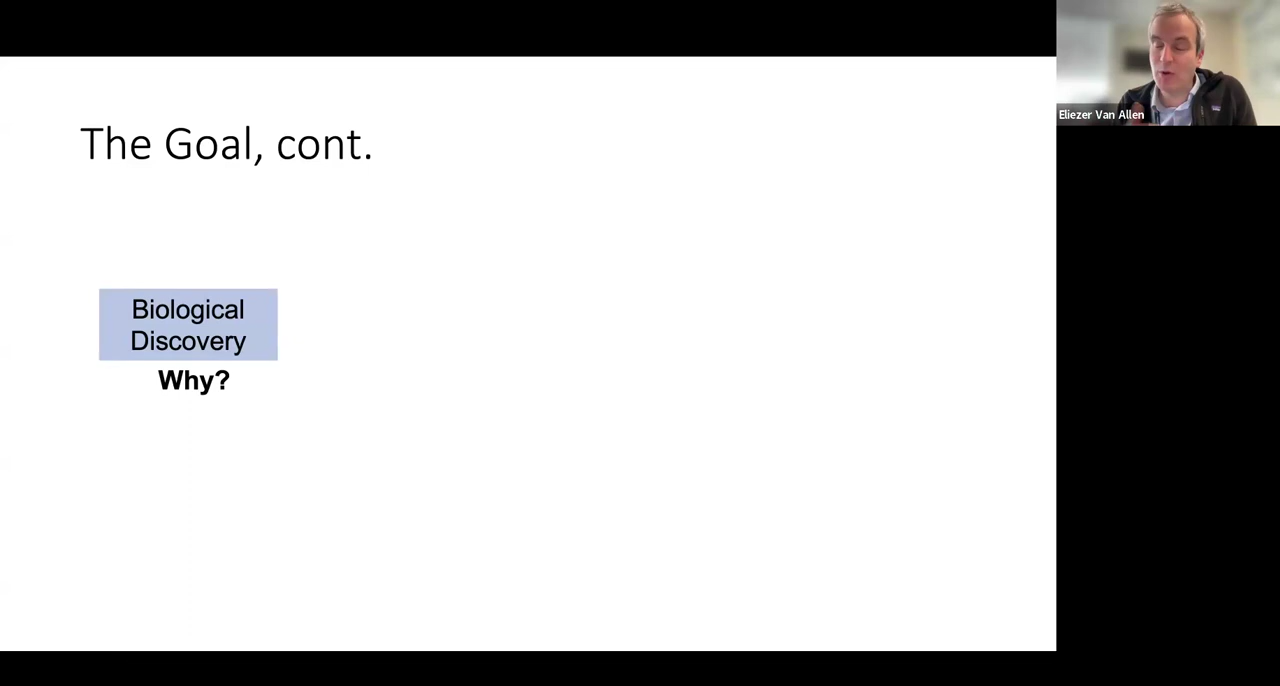 The Goal, cont.
Biological
Discovery
Why?
Eliezer Van Allen